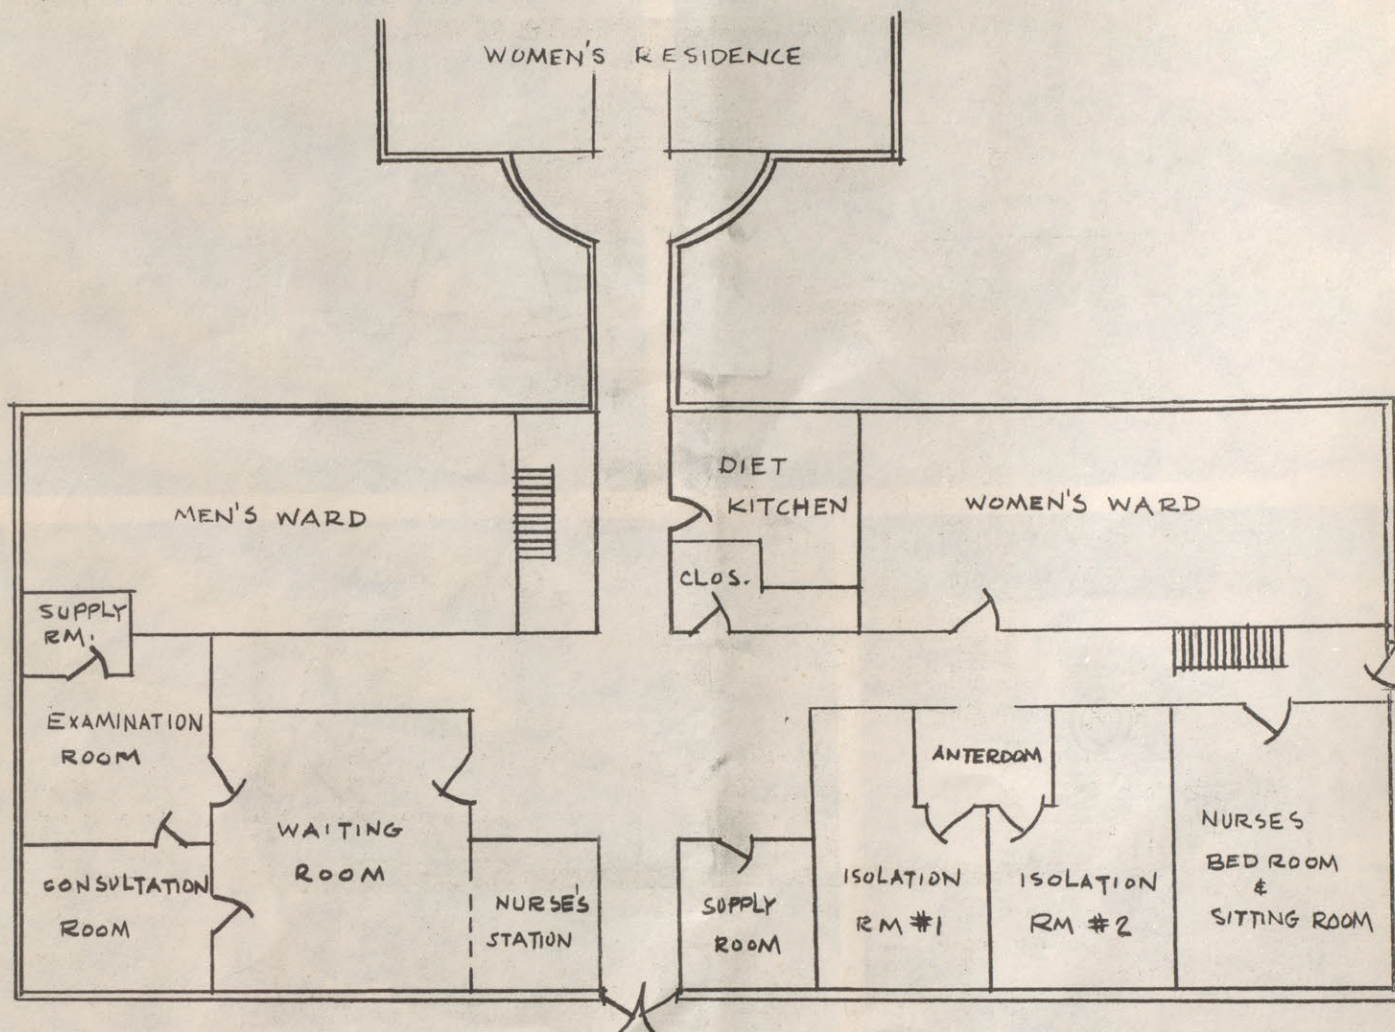 WOMEN'S RESIDENCE
DIET
KITCHEN
MEN'S WARD
WOMEN'S WARD
CLOS.
SUPPLY
RM.
EXAMINATION
ROOM
ANTEROOM
WAITING
ROOM
NURSES
BED ROOM
&
SITTING ROOM
CONSULTATION
ROOM
NURSE'S
STATION
SUPPLY
ROOM
ISOLATION
RM #1
ISOLATION
RM #2